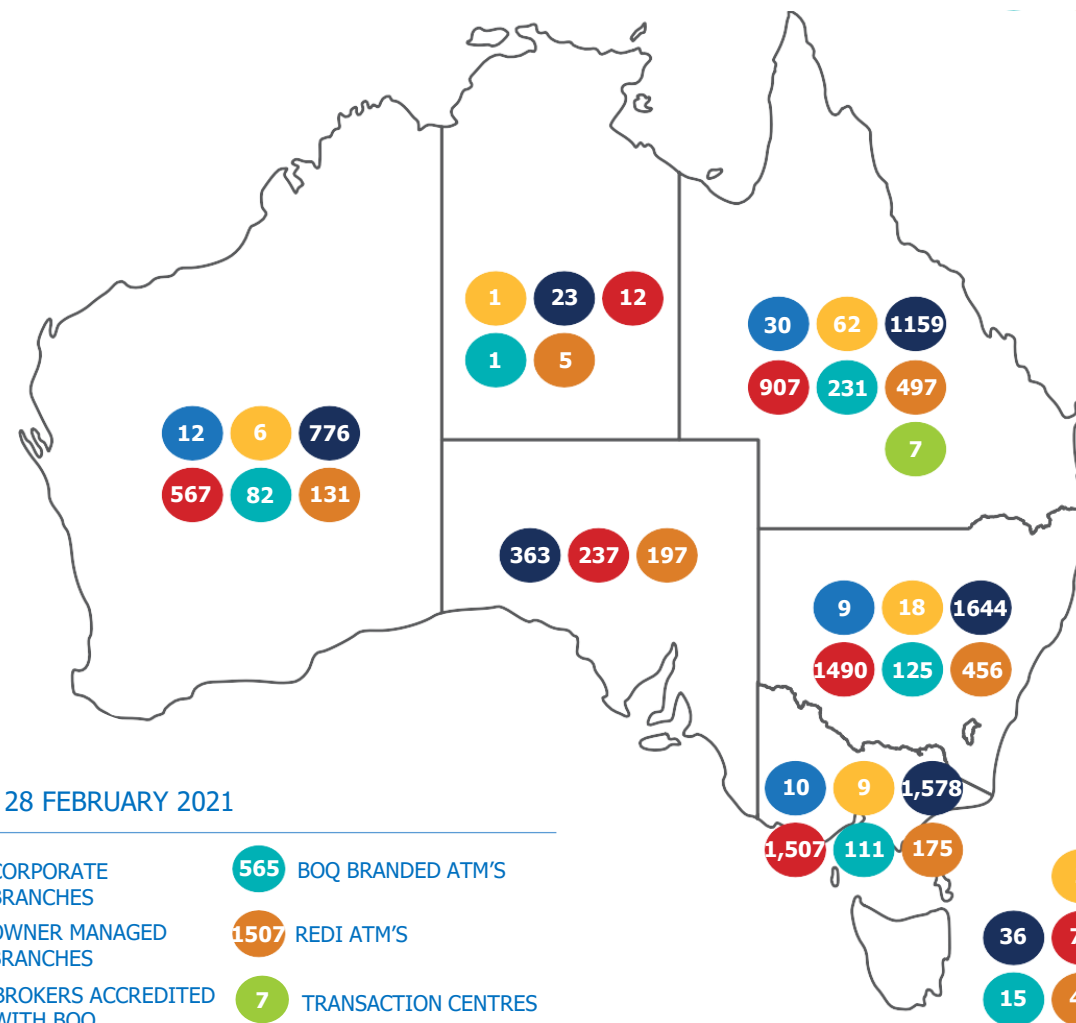 1 23 12
1 5
30 62 1159
907 231 497
7
12 6 776
567 82 131
363 237 197
9 18 1644
1490 125 456
10 9 1,578
1,507 111 175
36
15
28 FEBRUARY 2021
CORPORATE
BRANCHES
565 BOQ BRANDED ATM'S
OWNER MANAGED
BRANCHES
1507 REDI ATM'S
BROKERS ACCREDITED
WITH BOQ
7 TRANSACTION CENTRES